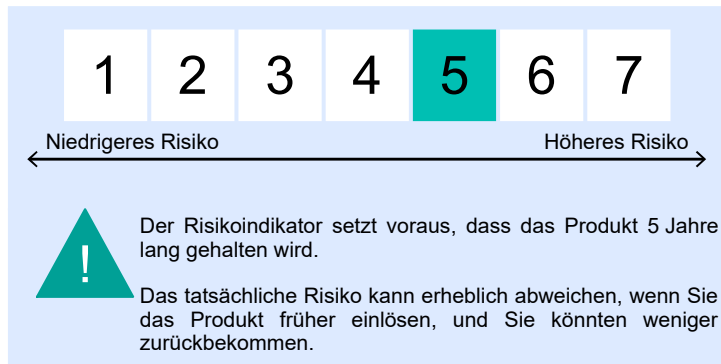 1 2 3 4 5 6 7
Niedrigeres Risiko Höheres Risiko
!
Der Risikoindikator setzt voraus, dass das Produkt 5 Jahre
lang gehalten wird.
Das tatsächliche Risiko kann erheblich abweichen, wenn Sie
das Produkt früher einlösen, und Sie könnten weniger
zurückbekommen.